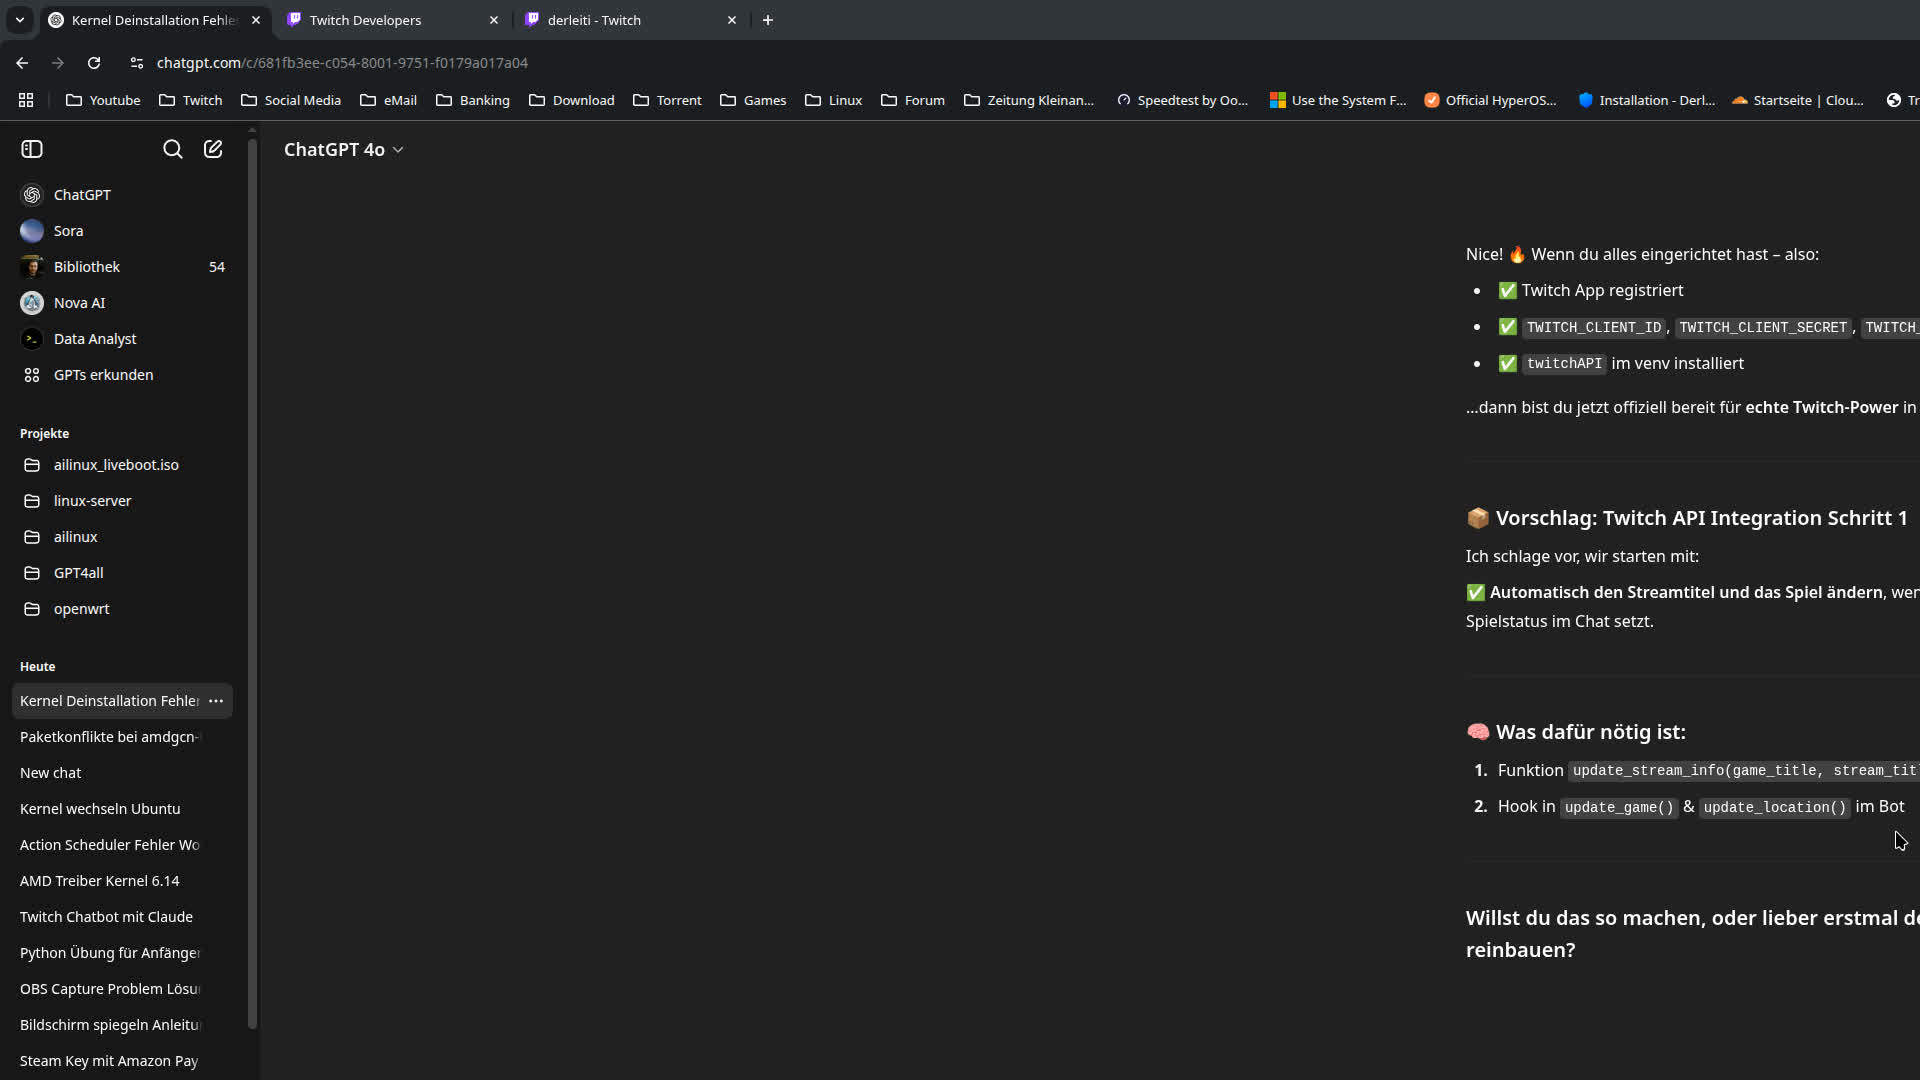 Kernel Deinstallation Fehle
Twitch Developers
derleiti - Twitch
chatgpt.com/c/681fb3ee-c054-8001-9751-f0179a017a04
Youtube
Twitch
Social Media
eMail
Banking
Download
Torrent
Games
Linux
Forum
Zeitung Kleinan...
Speedtest by Oo...
Use the System F...
Official HyperOS...
Installation - Derl...
Startseite | Clou...
Tr
ChatGPT 4o
ChatGPT
Sora
Bibliothek 54
Nova AI
Data Analyst
GPTs erkunden
Projekte
ailinux_liveboot.iso
linux-server
ailinux
GPT4all
openwrt
Heute
Kernel Deinstallation Fehler ...
Paketkonflikte bei amdgcn-
New chat
Kernel wechseln Ubuntu
Action Scheduler Fehler Wo
AMD Treiber Kernel 6.14
Twitch Chatbot mit Claude
Python Übung für Anfänger
OBS Capture Problem Lösu
Bildschirm spiegeln Anleitu
Steam Key mit Amazon Pay
Nice! 🔥 Wenn du alles eingerichtet hast – also:
• ✅ Twitch App registriert
• ✅ TWITCH_CLIENT_ID, TWITCH_CLIENT_SECRET, TWITCH_
• ✅ twitchAPI im venv installiert
…dann bist du jetzt offiziell bereit für echte Twitch-Power in
📦 Vorschlag: Twitch API Integration Schritt 1
Ich schlage vor, wir starten mit:
✅ Automatisch den Streamtitel und das Spiel ändern, wen
Spielstatus im Chat setzt.
🧠 Was dafür nötig ist:
1. Funktion update_stream_info(game_title, stream_tit
2. Hook in update_game() & update_location() im Bot
Willst du das so machen, oder lieber erstmal de
reinbauen?